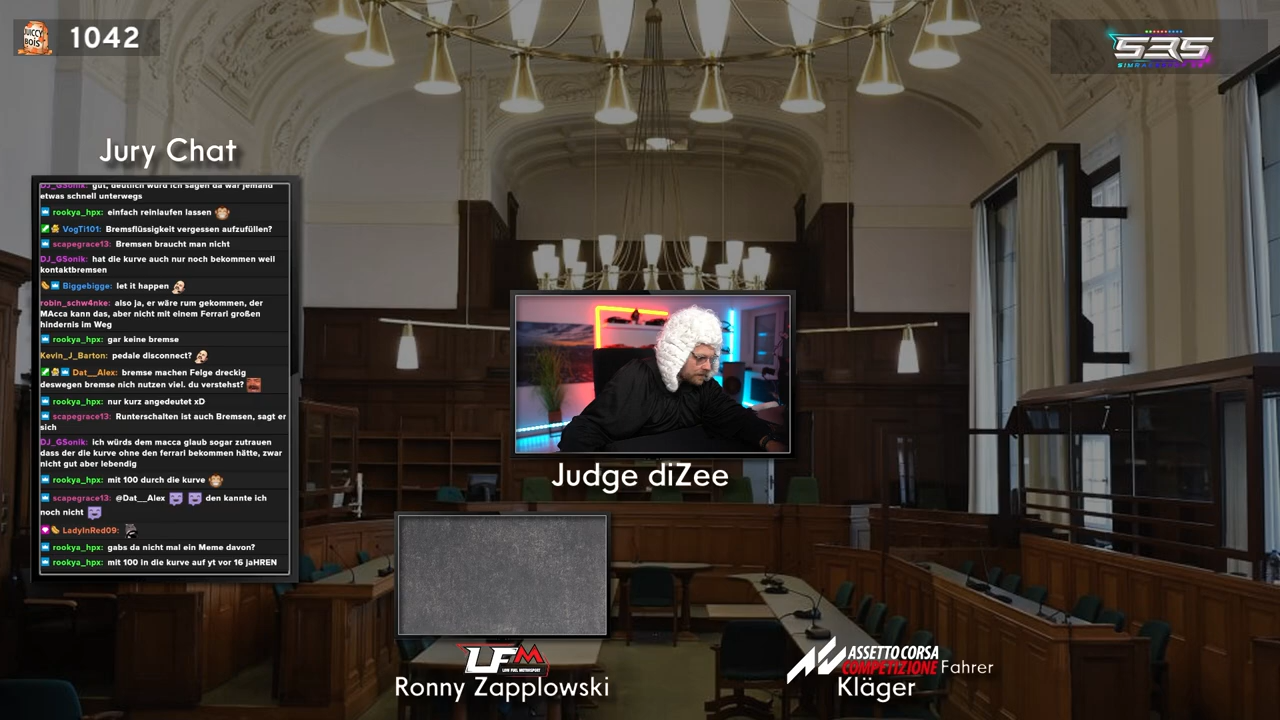 JUICCY
BOIS
1042
S3S
Jury Chat
DJ_GSonik: gut, deutlich würd ich sagen da war jemand
etwas schnell unterwegs
rookya_hpx: einfach reinlaufen lassen
VogTi101: Bremsflüssigkeit vergessen aufzufüllen?
scapegrace13: Bremsen braucht man nicht
DJ_GSonik: hat die kurve auch nur noch bekommen weil
kontaktbremsen
Biggebigge: let it happen
robin_schw4nke: also ja, er wäre rum gekommen, der
MAcca kann das, aber nicht mit einem Ferrari großen
hindernis im Weg
rookya_hpx: gar keine bremse
Kevin_J_Barton: pedale disconnect?
Dat__Alex: bremse machen Felge dreckig
deswegen bremse nich nutzen viel. du verstehst?
rookya_hpx: nur kurz angedeutet xD
scapegrace13: Runterschalten ist auch Bremsen, sagt er
sich
DJ_GSonik: ich würds dem macca glaub sogar zutrauen
dass der die kurve ohne den ferrari bekommen hätte, zwar
nicht gut aber lebendig
rookya_hpx: mit 100 durch die kurve
scapegrace13: @Dat__Alex den kannte ich
noch nicht
LadyInRed09:
rookya_hpx: gabs da nicht mal ein Meme davon?
rookya_hpx: mit 100 in die kurve auf yt vor 16 jaHREN
Judge diZee
LFM
LOW FUEL MOTORSPORT
Ronny Zapplowski
ASSETTO CORSA
COMPETIZIONE Fahrer
Kläger